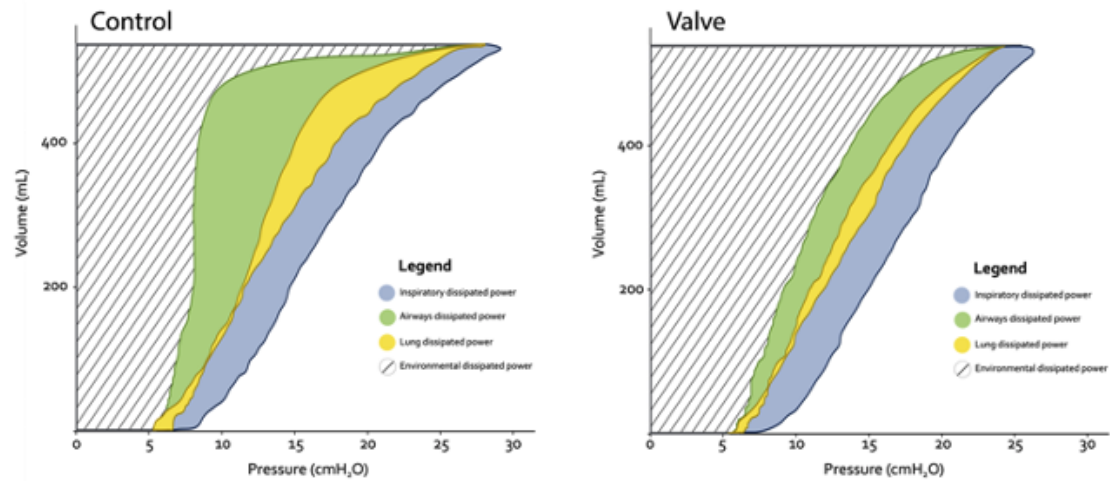 Control
400
200
Volume (mL)
Legend
Inspiratory dissipated power
Airways dissipated power
Lung dissipated power
Environmental dissipated power
0 5 10 15 20 25 30
Pressure (cmH₂O)
Valve
400
200
Volume (mL)
Legend
Inspiratory dissipated power
Airways dissipated power
Lung dissipated power
Environmental dissipated power
0 5 10 15 20 25 30
Pressure (cmH₂O)